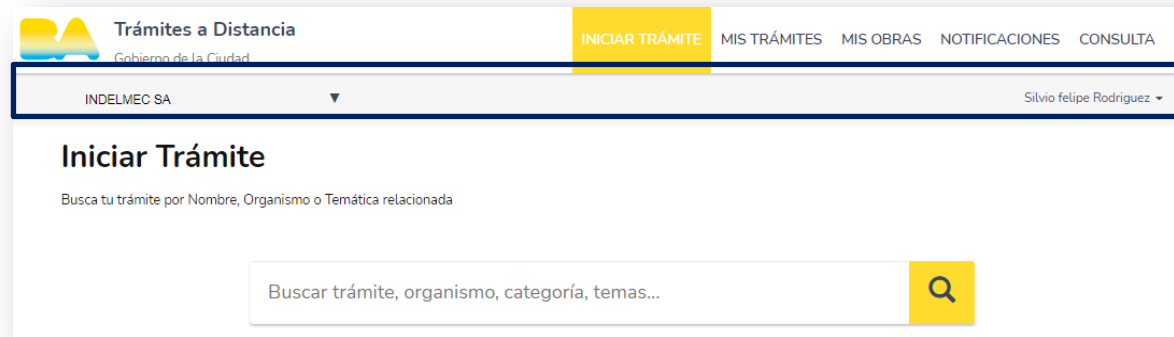 BA
Trámites a Distancia
Gobierno de la Ciudad
INICIAR TRÁMITE MIS TRÁMITES MIS OBRAS NOTIFICACIONES CONSULTA
INDELMEC SA
Silvio felipe Rodriguez
Iniciar Trámite
Busca tu trámite por Nombre, Organismo o Temática relacionada
Buscar trámite, organismo, categoría, temas...